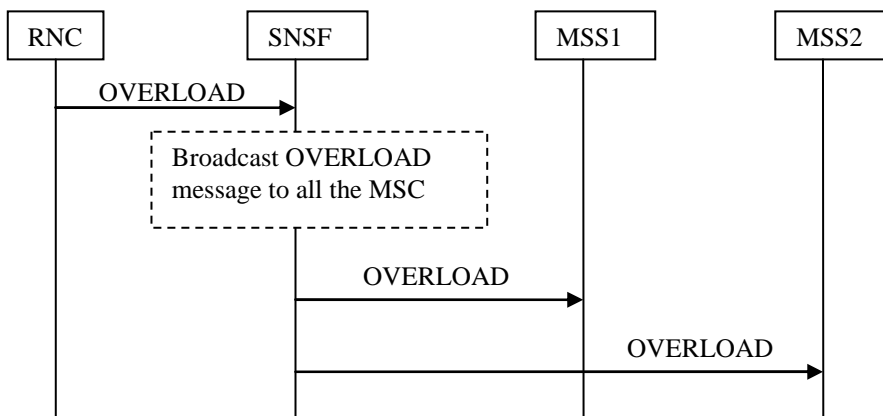 RNC
SNSF
MSS1
MSS2
OVERLOAD
Broadcast OVERLOAD
message to all the MSC
OVERLOAD
OVERLOAD